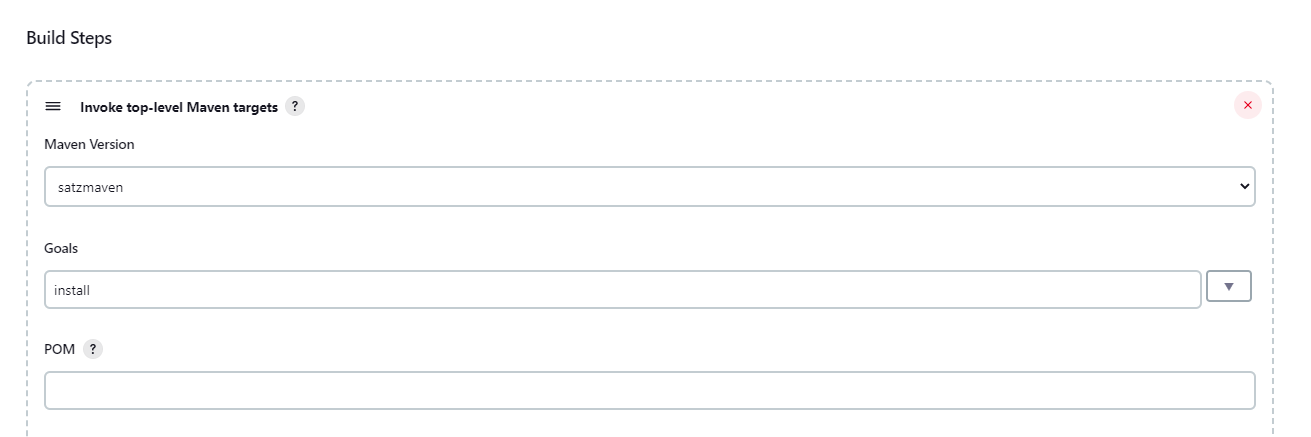 Build Steps
Invoke top-level Maven targets ?
Maven Version
satzmaven
Goals
install
POM ?